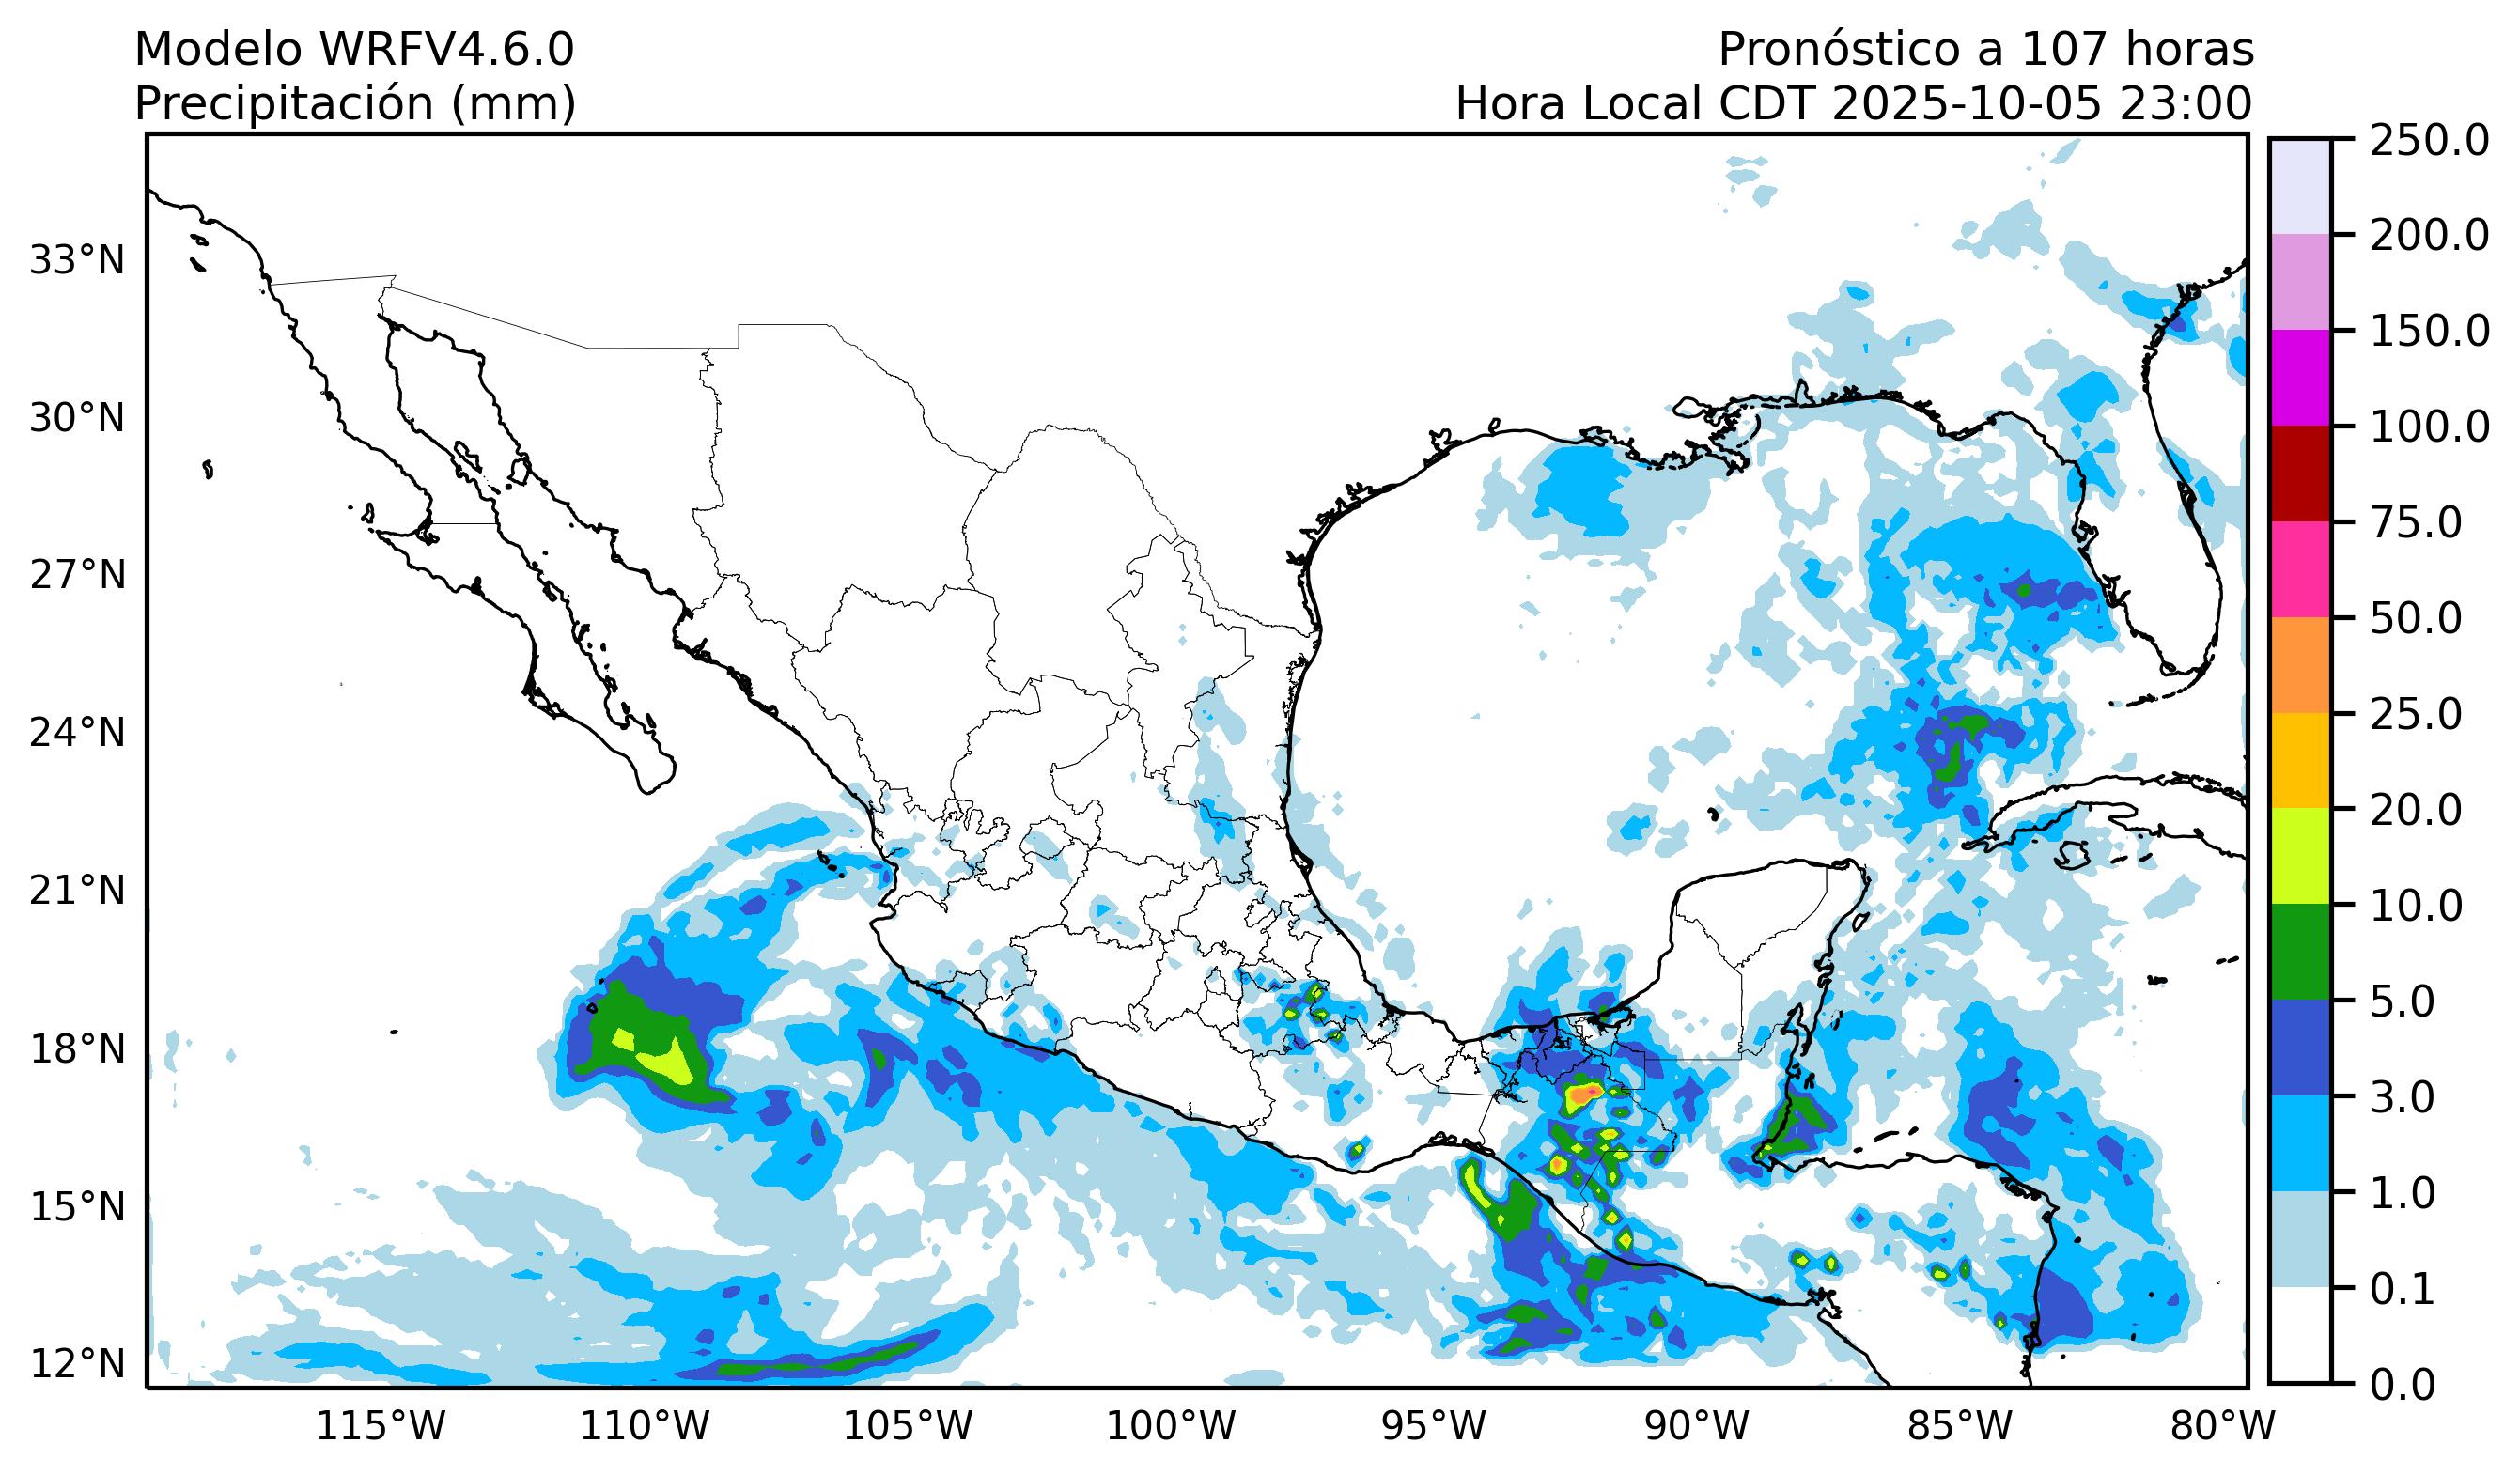 Modelo WRFV4.6.0
Precipitación (mm)
Pronóstico a 107 horas
Hora Local CDT 2025-10-05 23:00
33°N
30°N
27°N
24°N
21°N
18°N
15°N
12°N
115°W
110°W
105°W
100°W
95°W
90°W
85°W
80°W
250.0
200.0
150.0
100.0
75.0
50.0
25.0
20.0
10.0
5.0
3.0
1.0
0.1
0.0